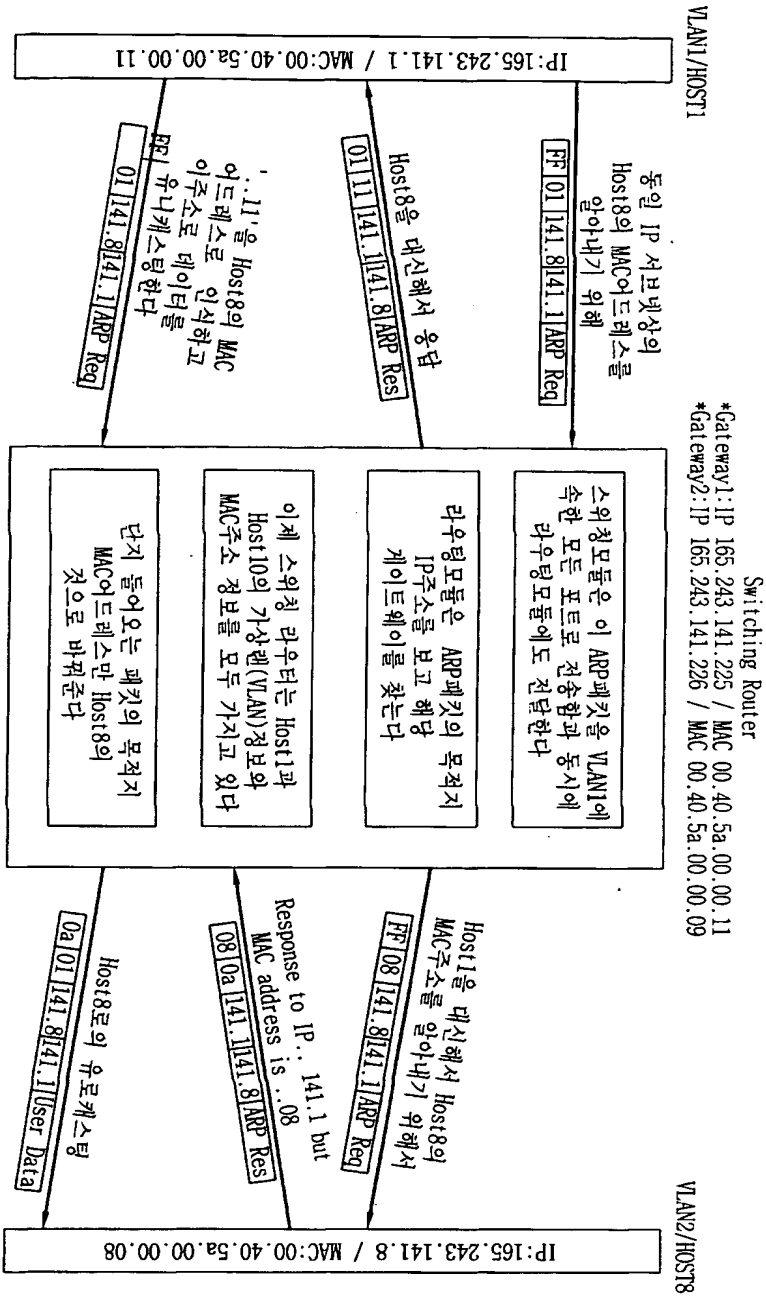 VLAN1/HOST1
IP:165.243.141.1 / MAC:00.40.5a.00.00.11
Switching Router
*Gateway1:IP 165.243.141.225 / MAC 00.40.5a.00.00.11
*Gateway2:IP 165.243.141.226 / MAC 00.40.5a.00.00.09
VLAN2/HOST8
IP:165.243.141.8 / MAC:00.40.5a.00.00.08
동일 IP 서브넷상의
Host8의 MAC어드레스를
알아내기 위해
FF 01 141.8 141.1 ARP Req
스위칭모듈은 이 ARP패킷을 VLAN1에
속한 모든 포트로 전송함과 동시에
라우팅모듈에도 전달한다
라우팅모듈은 ARP패킷의 목적지
IP주소를 보고 해당
게이트웨이를 찾는다
Host1을 대신해서 Host8의
MAC주소를 알아내기 위해서
FF 08 141.8 141.1 ARP Req
Host8을 대신해서 응답
01 11 141.1 141.8 ARP Res
이제 스위칭 라우터는 Host1과
Host10의 가상랜(VLAN)정보와
MAC주소 정보를 모두 가지고 있다
Response to IP.. 141.1 but
MAC address is ..08
08 0a 141.1 141.8 ARP Res
'..11'을 Host8의 MAC
어드레스로 인식하고
이주소로 데이터를
FF 유니캐스팅한다
01 141.8 141.1 ARP Req
단지 들어오는 패킷의 목적지
MAC어드레스만 Host8의
것으로 바꿔준다
Host8로의 유로캐스팅
0a 01 141.8 141.1 User Data